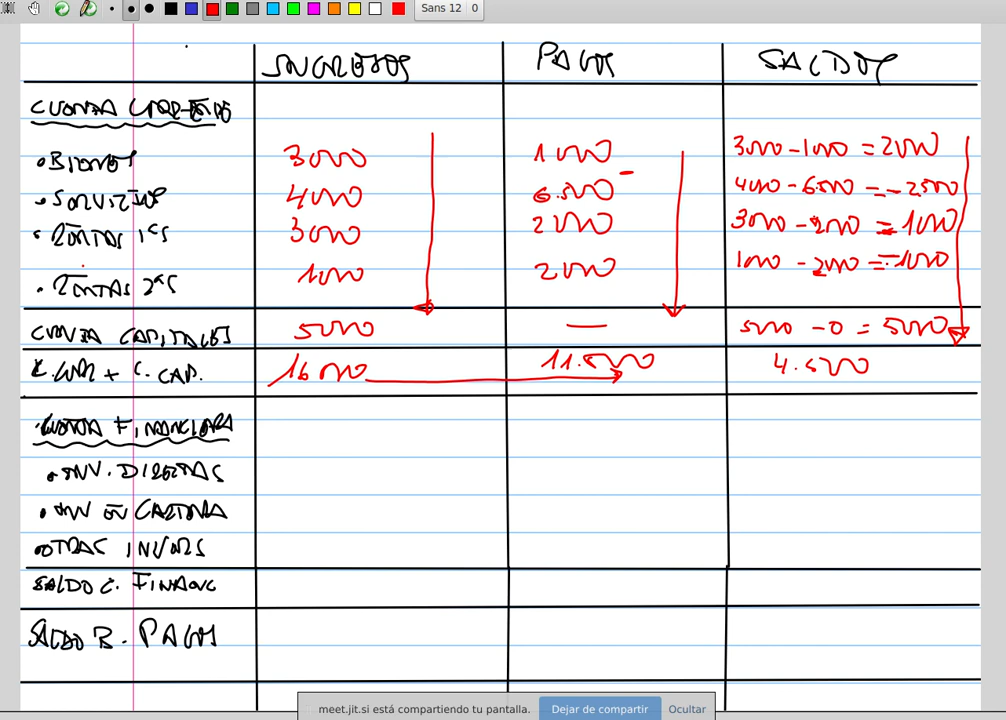 Sans 12 0
INGRESOS PAGOS SALDOS
CUENTA CORRIENTE
• BIENES 3000 1000 3000 - 1000 = 2000
• SERVICIOS 4000 6.500 4000 - 6.500 = -2500
• RENTAS 1as 3000 2000 3000 - 2000 = 1000
• RENTAS 2as 1000 2000 1000 - 2000 = -1000
CUENTA CAPITALES 5000 — 5000 - 0 = 5000
C. CORR + C. CAP. 16000 11.500 4.500
CUENTA FINANCIERA
• INV. DIRECTAS
• INV EN CARTERA
• OTRAS INVERS
SALDO C. FINANC
SALDO B. PAGOS
meet.jit.si está compartiendo tu pantalla. Dejar de compartir Ocultar